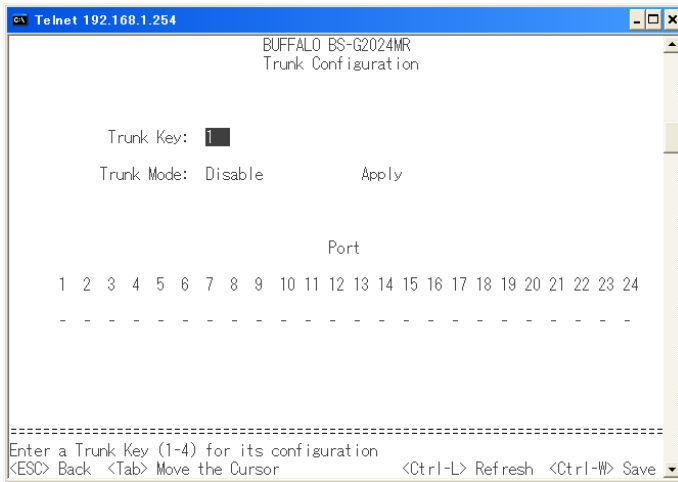 Telnet 192.168.1.254
BUFFALO BS-G2024MR
Trunk Configuration
Trunk Key: 1
Trunk Mode: Disable Apply
Port
1 2 3 4 5 6 7 8 9 10 11 12 13 14 15 16 17 18 19 20 21 22 23 24
- - - - - - - - - - - - - - - - - - - - - - - -
================================================================================
Enter a Trunk Key (1-4) for its configuration
<ESC> Back <Tab> Move the Cursor <Ctrl-L> Refresh <Ctrl-W> Save